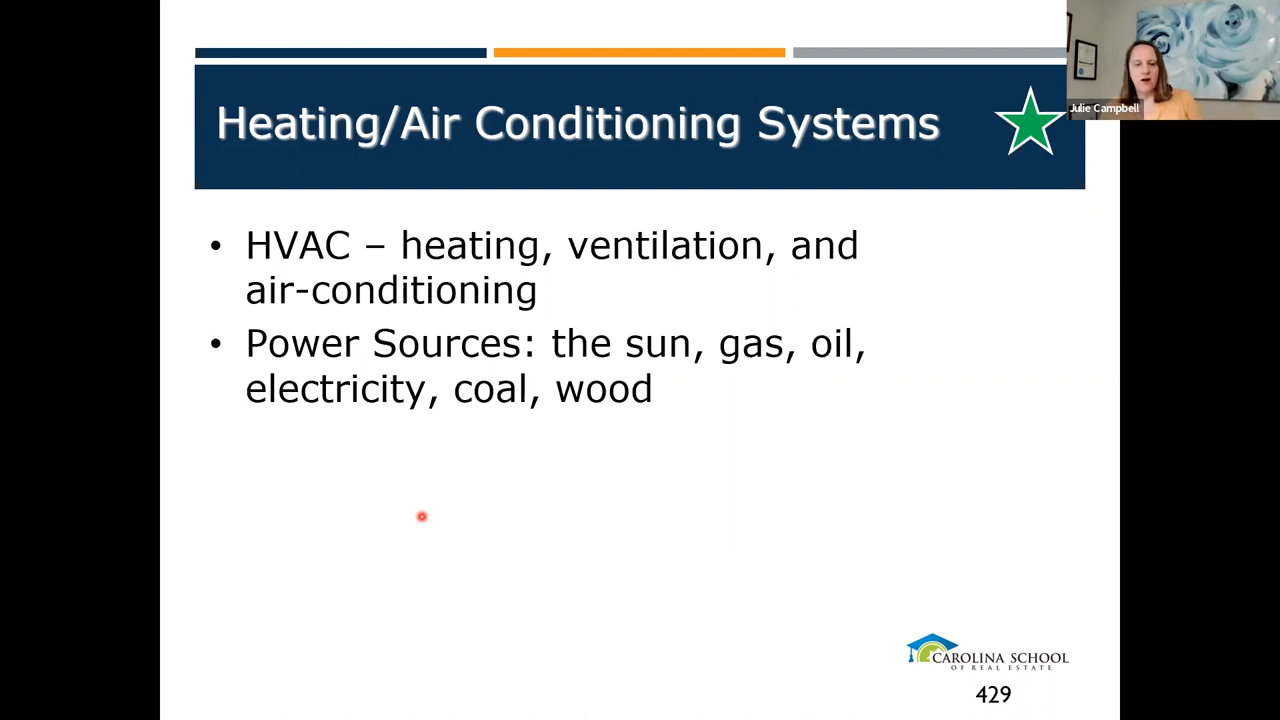 Heating/Air Conditioning Systems
Julie Campbell
• HVAC – heating, ventilation, and
air-conditioning
• Power Sources: the sun, gas, oil,
electricity, coal, wood
CAROLINA SCHOOL
OF REAL ESTATE
429